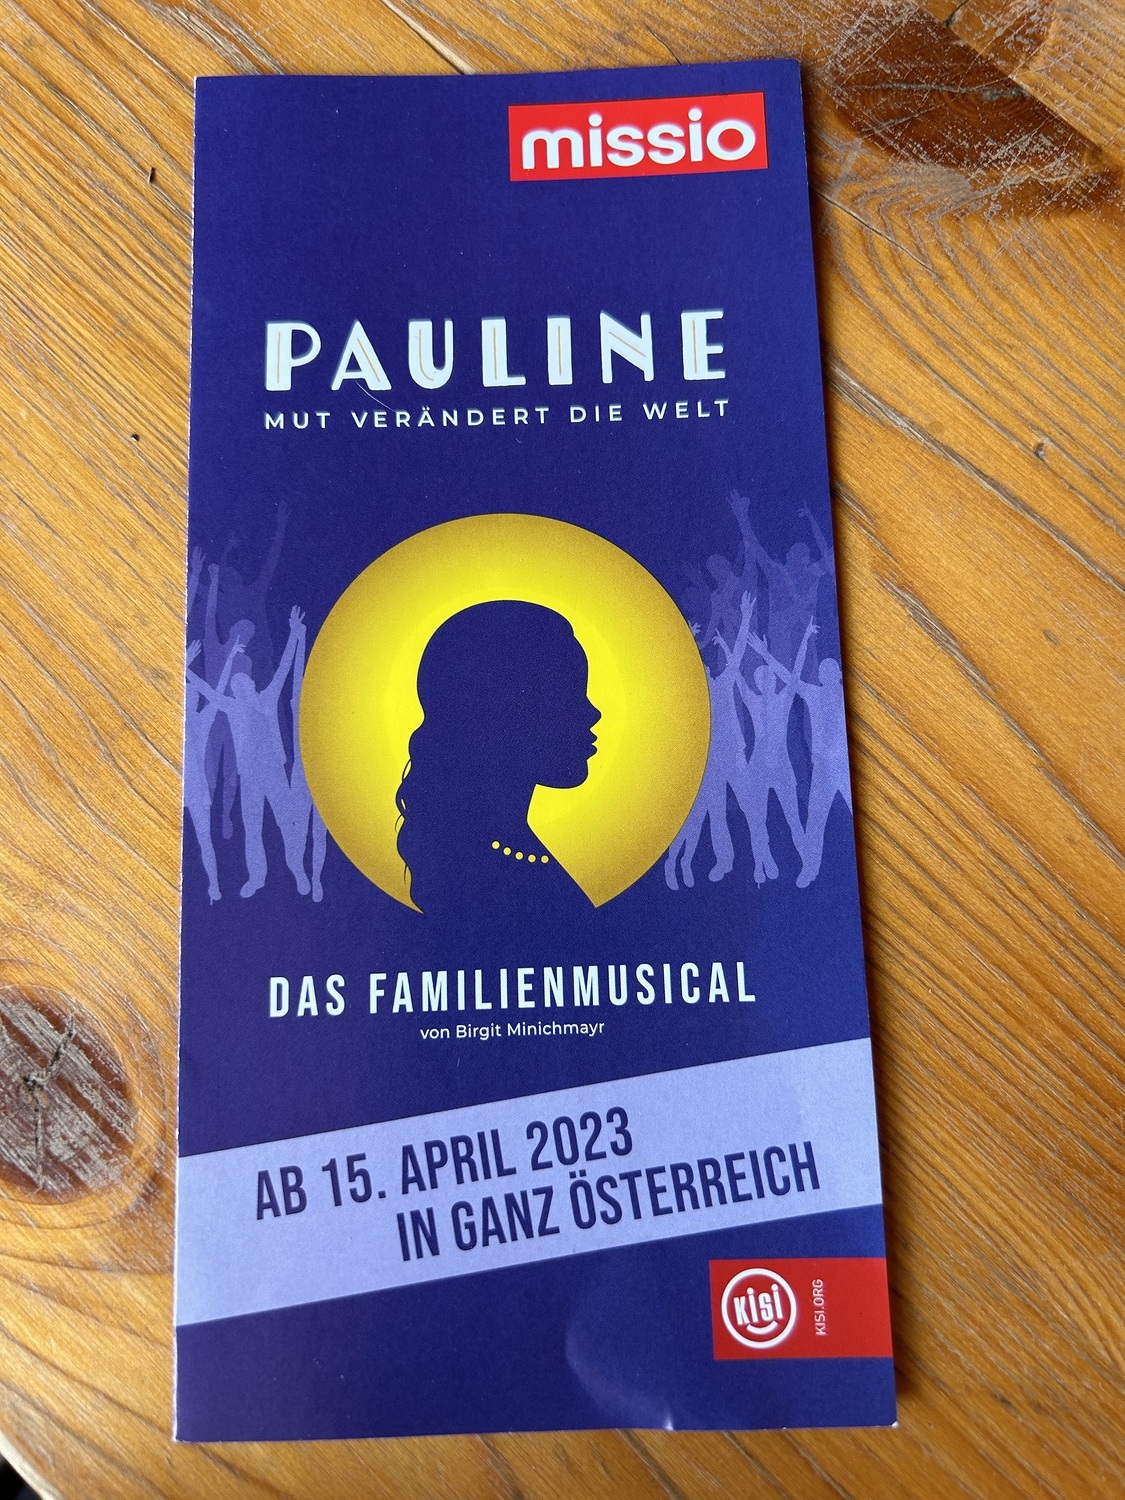 missio
PAULINE
MUT VERÄNDERT DIE WELT
DAS FAMILIENMUSICAL
von Birgit Minichmayr
AB 15. APRIL 2023
IN GANZ ÖSTERREICH
KISI
KISI.ORG